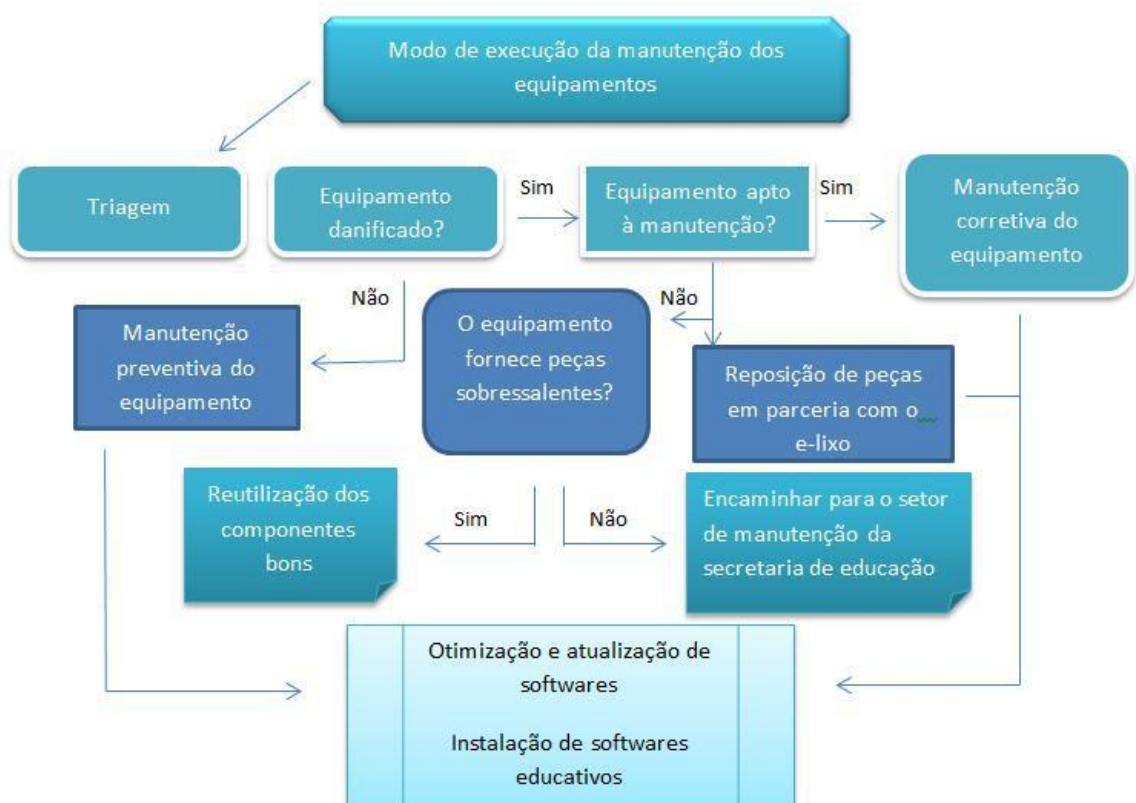 Modo de execução da manutenção dos
equipamentos
Triagem
Equipamento
danificado?
Sim
Equipamento apto
à manutenção?
Sim
Manutenção
corretiva do
equipamento
Não
Não
Manutenção
preventiva do
equipamento
O equipamento
fornece peças
sobressalentes?
Reposição de peças
em parceria com o
e-lixo
Reutilização dos
componentes
bons
Sim
Não
Encaminhar para o setor
de manutenção da
secretaria de educação
Otimização e atualização de
softwares
Instalação de softwares
educativos